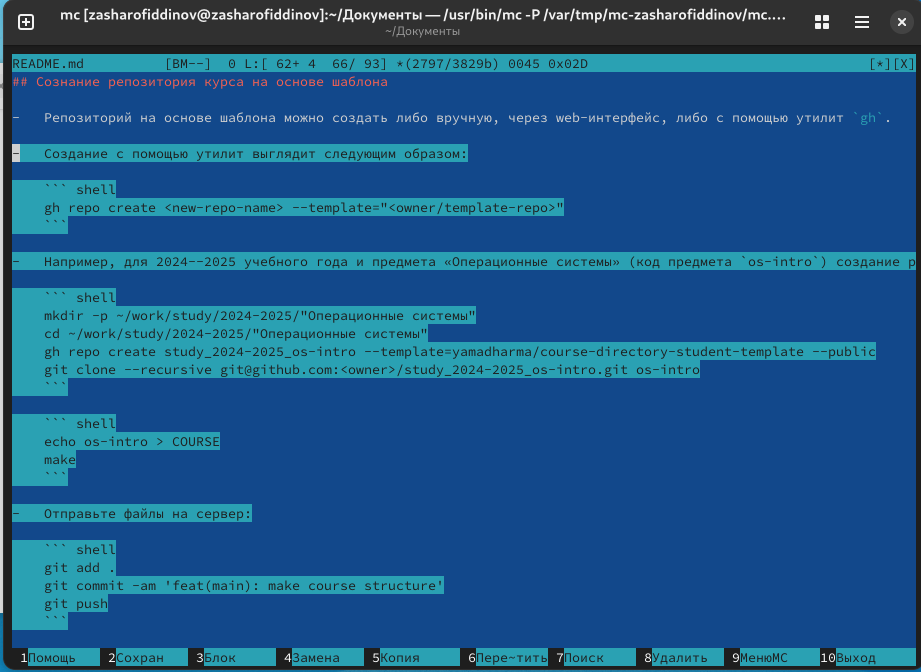 mc [zasharofiddinov@zasharofiddinov]:~/Документы — /usr/bin/mc -P /var/tmp/mc-zasharofiddinov/mc....
~/Документы
README.md [BM--] 0 L:[ 62+ 4 66/ 93] *(2797/3829b) 0045 0x02D [*][X]
## Сознание репозитория курса на основе шаблона
- Репозиторий на основе шаблона можно создать либо вручную, через web-интерфейс, либо с помощью утилит `gh`.
- Создание с помощью утилит выглядит следующим образом:
``` shell
gh repo create <new-repo-name> --template="<owner/template-repo>"
```
- Например, для 2024--2025 учебного года и предмета «Операционные системы» (код предмета `os-intro`) создание р
``` shell
mkdir -p ~/work/study/2024-2025/"Операционные системы"
cd ~/work/study/2024-2025/"Операционные системы"
gh repo create study_2024-2025_os-intro --template=yamadharma/course-directory-student-template --public
git clone --recursive git@github.com:<owner>/study_2024-2025_os-intro.git os-intro
```
``` shell
echo os-intro > COURSE
make
```
- Отправьте файлы на сервер:
``` shell
git add .
git commit -am 'feat(main): make course structure'
git push
```
1Помощь 2Сохран 3Блок 4Замена 5Копия 6Пере~тить 7Поиск 8Удалить 9МенюMC 10Выход